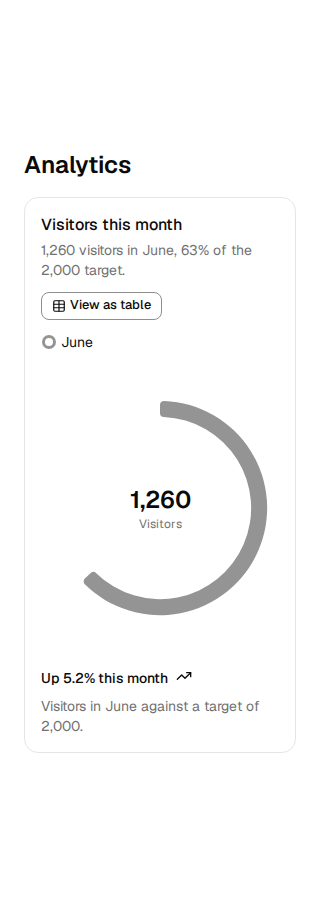 Analytics
Visitors this month
1,260 visitors in June, 63% of the
2,000 target.
View as table
June
1,260
Visitors
Up 5.2% this month
Visitors in June against a target of
2,000.